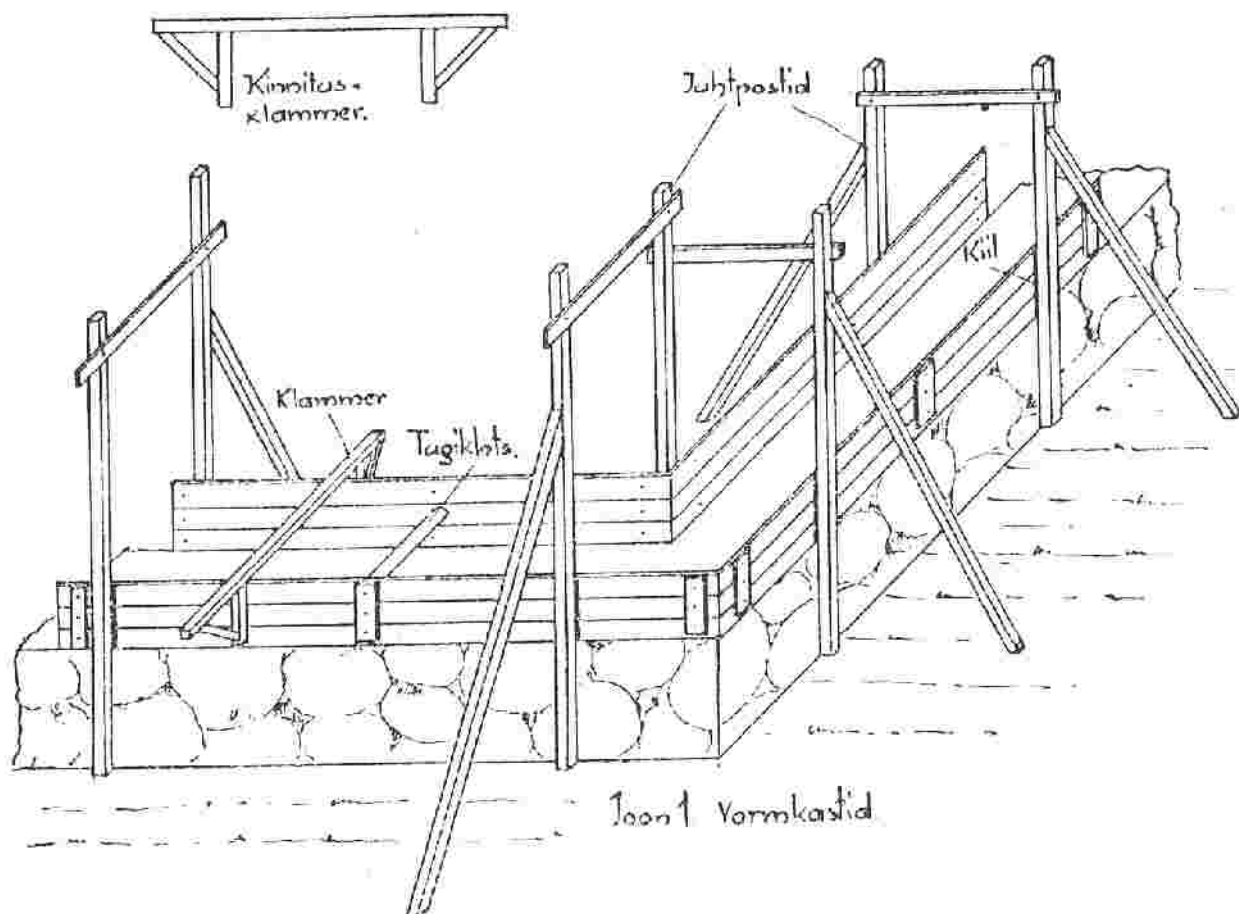 Kinnitus-
klammer.
Juhtpostid
Kiil
Klammer
Tugiklots.
Joon 1 Vormkastid